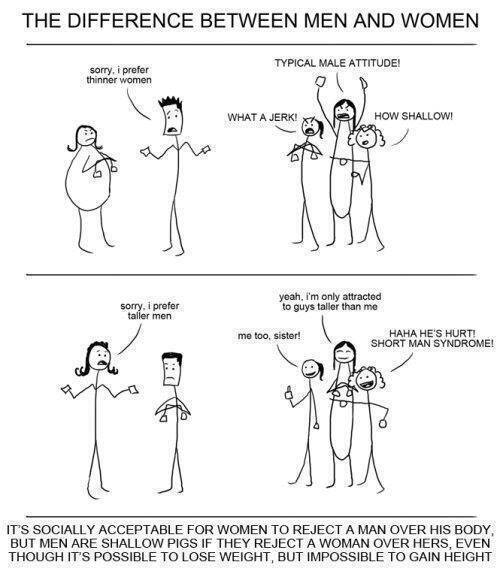 THE DIFFERENCE BETWEEN MEN AND WOMEN
sorry, i prefer
thinner women
TYPICAL MALE ATTITUDE!
WHAT A JERK!
HOW SHALLOW!
sorry, i prefer
taller men
yeah, i'm only attracted
to guys taller than me
me too, sister!
HAHA HE'S HURT!
SHORT MAN SYNDROME!
IT'S SOCIALLY ACCEPTABLE FOR WOMEN TO REJECT A MAN OVER HIS BODY,
BUT MEN ARE SHALLOW PIGS IF THEY REJECT A WOMAN OVER HERS, EVEN
THOUGH IT'S POSSIBLE TO LOSE WEIGHT, BUT IMPOSSIBLE TO GAIN HEIGHT